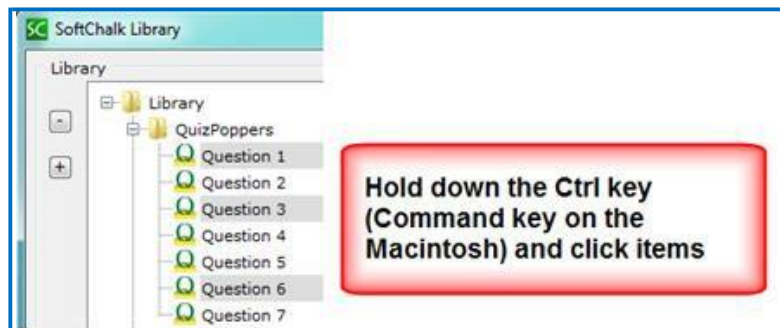 SC SoftChalk Library
Library
-
Library
-
-
QuizPoppers
+
Question 1
Question 2
Question 3
Question 4
Question 5
Question 6
Question 7
Hold down the Ctrl key
(Command key on the
Macintosh) and click items